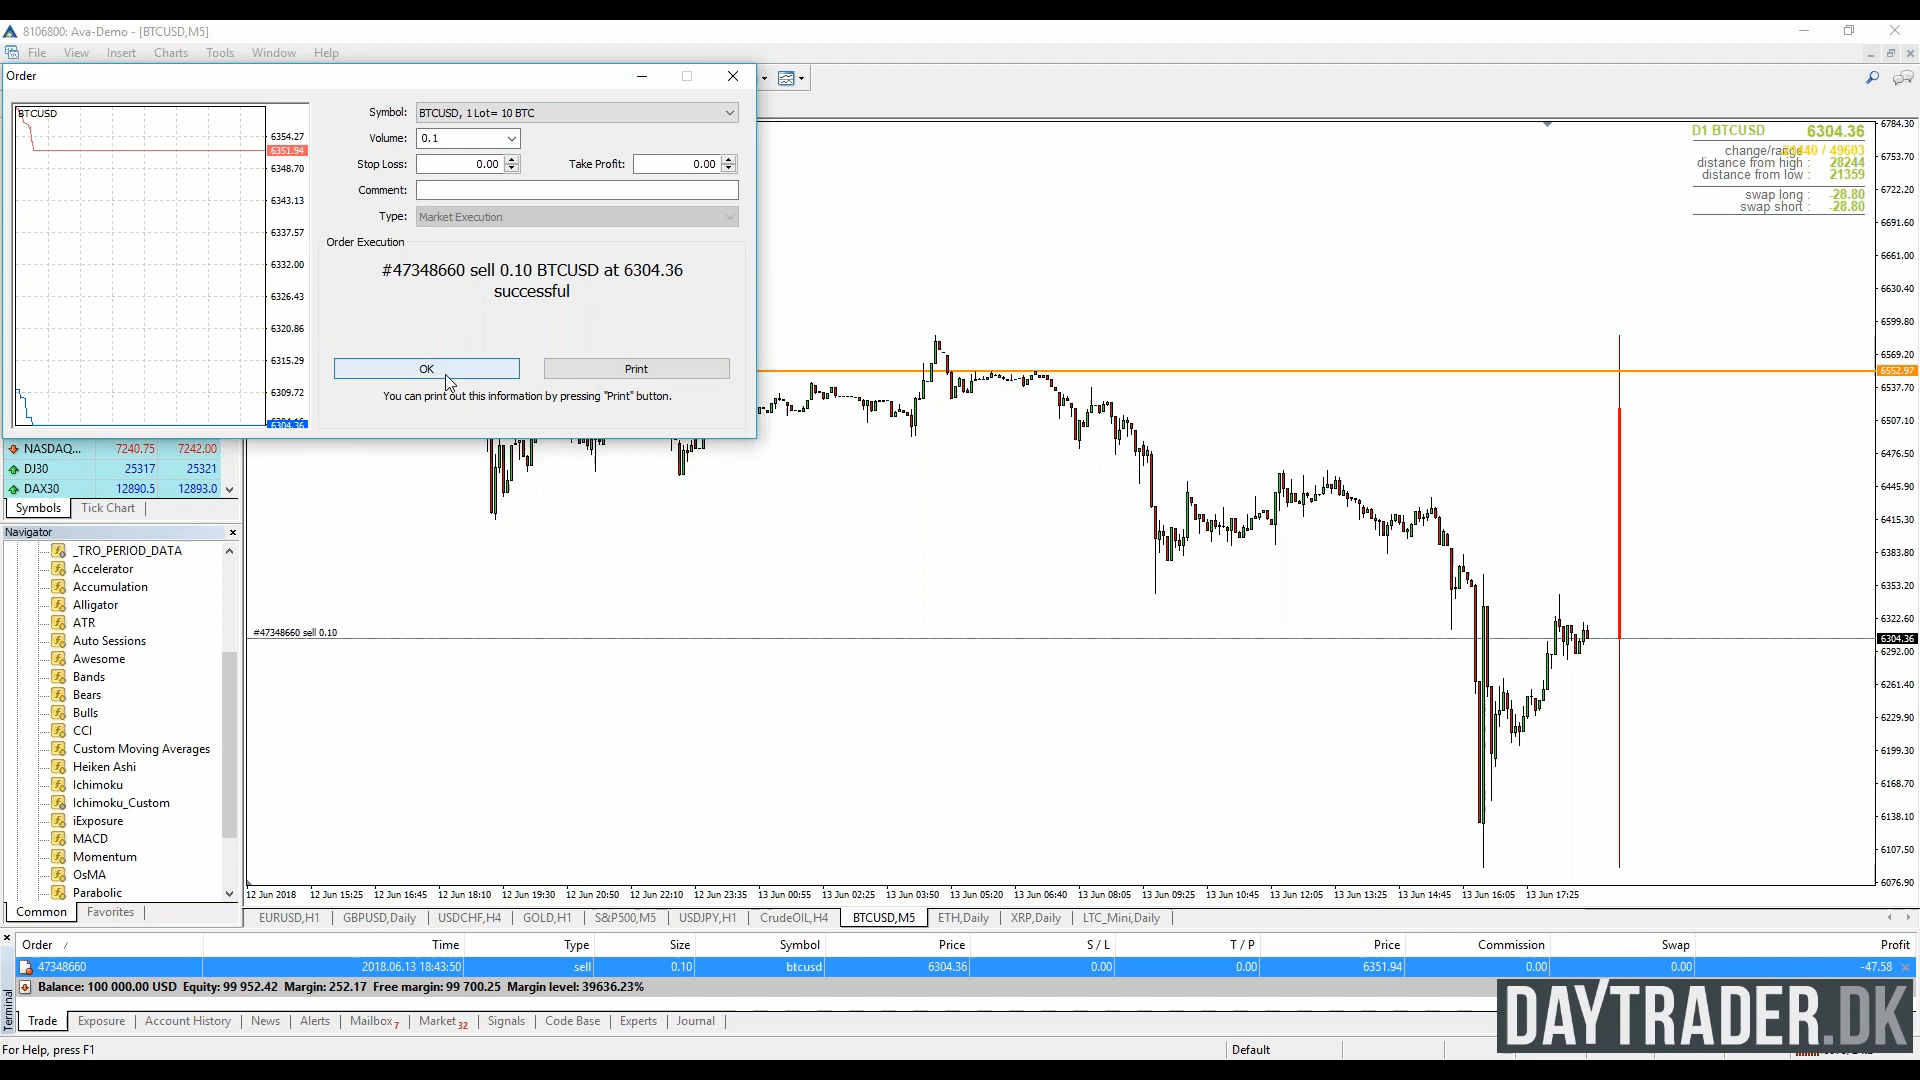 8106800: Ava-Demo - [BTCUSD,M5]
File View Insert Charts Tools Window Help
Order
BTCUSD
6354.27
6351.94
6348.70
6343.13
6337.57
6332.00
6326.43
6320.86
6315.29
6309.72
6304.36
Symbol: BTCUSD, 1 Lot= 10 BTC
Volume: 0.1
Stop Loss: 0.00 Take Profit: 0.00
Comment:
Type: Market Execution
Order Execution
#47348660 sell 0.10 BTCUSD at 6304.36
successful
OK Print
You can print out this information by pressing "Print" button.
D1 BTCUSD 6304.36
change/range 21440 / 49603
distance from high : 28244
distance from low : 21359
swap long : -28.80
swap short : -28.80
6784.30
6753.70
6722.20
6691.60
6661.00
6630.40
6599.80
6569.20
6552.97
6537.70
6507.10
6476.50
6445.90
6415.30
6383.80
6353.20
6322.60
6304.36
6292.00
6261.40
6229.90
6199.30
6168.70
6138.10
6107.50
6076.90
NASDAQ... 7240.75 7242.00
DJ30 25317 25321
DAX30 12890.5 12893.0
Symbols Tick Chart
Navigator
_TRO_PERIOD_DATA
Accelerator
Accumulation
Alligator
ATR
Auto Sessions
Awesome
Bands
Bears
Bulls
CCI
Custom Moving Averages
Heiken Ashi
Ichimoku
Ichimoku_Custom
iExposure
MACD
Momentum
OsMA
Parabolic
Common Favorites
#47348660 sell 0.10
12 Jun 2018 12 Jun 15:25 12 Jun 16:45 12 Jun 18:10 12 Jun 19:30 12 Jun 20:50 12 Jun 22:10 12 Jun 23:35 13 Jun 00:55 13 Jun 02:25 13 Jun 03:50 13 Jun 05:20 13 Jun 06:40 13 Jun 08:05 13 Jun 09:25 13 Jun 10:45 13 Jun 12:05 13 Jun 13:25 13 Jun 14:45 13 Jun 16:05 13 Jun 17:25
EURUSD,H1 GBPUSD,Daily USDCHF,H4 GOLD,H1 S&P500,M5 USDJPY,H1 CrudeOIL,H4 BTCUSD,M5 ETH,Daily XRP,Daily LTC_Mini,Daily
Order / Time Type Size Symbol Price S / L T / P Price Commission Swap Profit
47348660 2018.06.13 18:43:50 sell 0.10 btcusd 6304.36 0.00 0.00 6351.94 0.00 0.00 -47.58
Balance: 100 000.00 USD Equity: 99 952.42 Margin: 252.17 Free margin: 99 700.25 Margin level: 39636.23%
Terminal
Trade Exposure Account History News Alerts Mailbox 7 Market 32 Signals Code Base Experts Journal
For Help, press F1
Default
DAYTRADER.DK